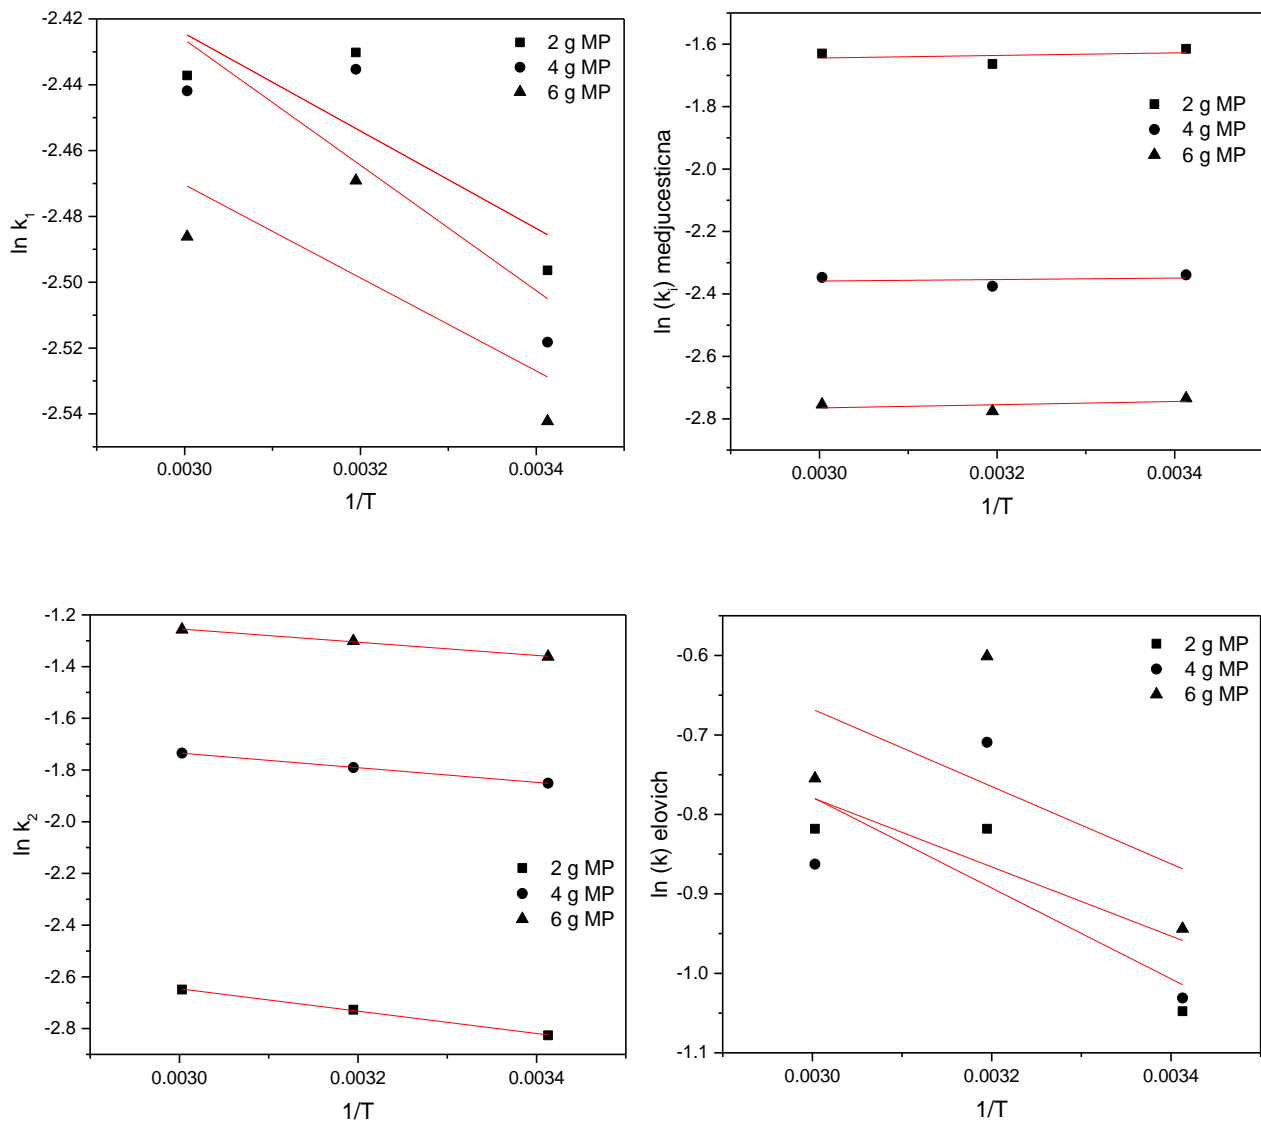 -2.42
-2.44
-2.46
-2.48
-2.50
-2.52
-2.54
ln k1
0.0030
0.0032
0.0034
1/T
2 g MP
4 g MP
6 g MP
-1.6
-1.8
-2.0
-2.2
-2.4
-2.6
-2.8
ln (ki) medjucesticna
0.0030
0.0032
0.0034
1/T
2 g MP
4 g MP
6 g MP
-1.2
-1.4
-1.6
-1.8
-2.0
-2.2
-2.4
-2.6
-2.8
ln k2
0.0030
0.0032
0.0034
1/T
2 g MP
4 g MP
6 g MP
-0.6
-0.7
-0.8
-0.9
-1.0
-1.1
ln (k) elovich
0.0030
0.0032
0.0034
1/T
2 g MP
4 g MP
6 g MP